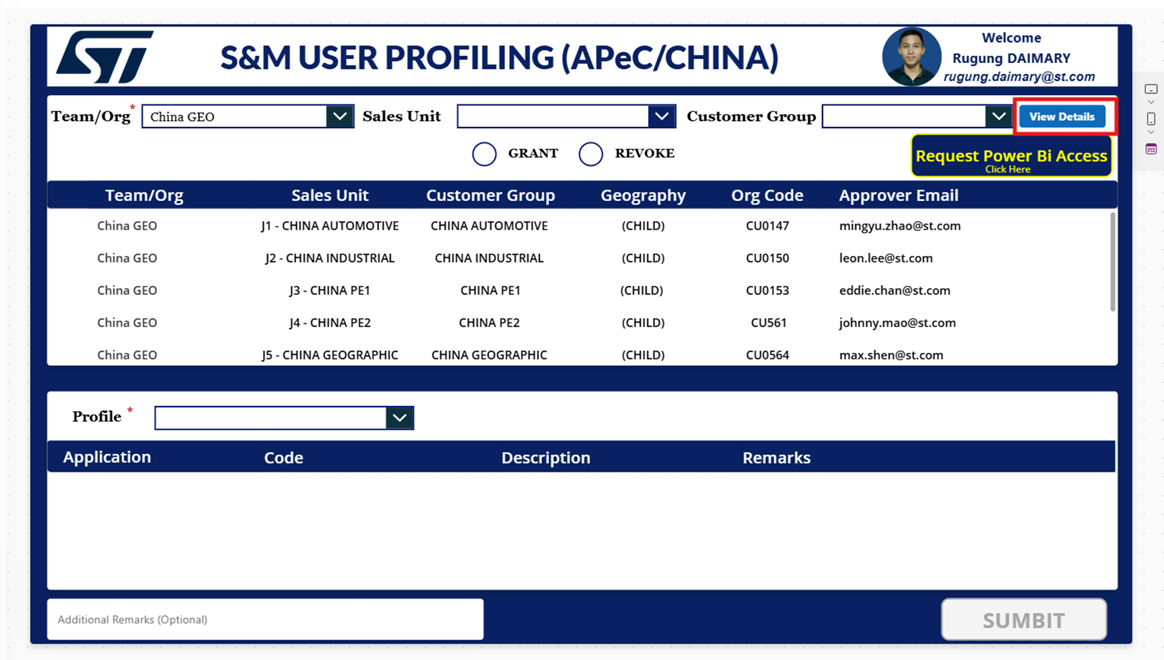 ST
S&M USER PROFILING (APeC/CHINA)
Welcome
Rugung DAIMARY
rugung.daimary@st.com
Team/Org * China GEO Sales Unit Customer Group View Details
GRANT REVOKE
Request Power Bi Access
Click Here
Team/Org Sales Unit Customer Group Geography Org Code Approver Email
China GEO J1 - CHINA AUTOMOTIVE CHINA AUTOMOTIVE (CHILD) CU0147 mingyu.zhao@st.com
China GEO J2 - CHINA INDUSTRIAL CHINA INDUSTRIAL (CHILD) CU0150 leon.lee@st.com
China GEO J3 - CHINA PE1 CHINA PE1 (CHILD) CU0153 eddie.chan@st.com
China GEO J4 - CHINA PE2 CHINA PE2 (CHILD) CU561 johnny.mao@st.com
China GEO J5 - CHINA GEOGRAPHIC CHINA GEOGRAPHIC (CHILD) CU0564 max.shen@st.com
Profile *
Application Code Description Remarks
Additional Remarks (Optional)
SUMBIT